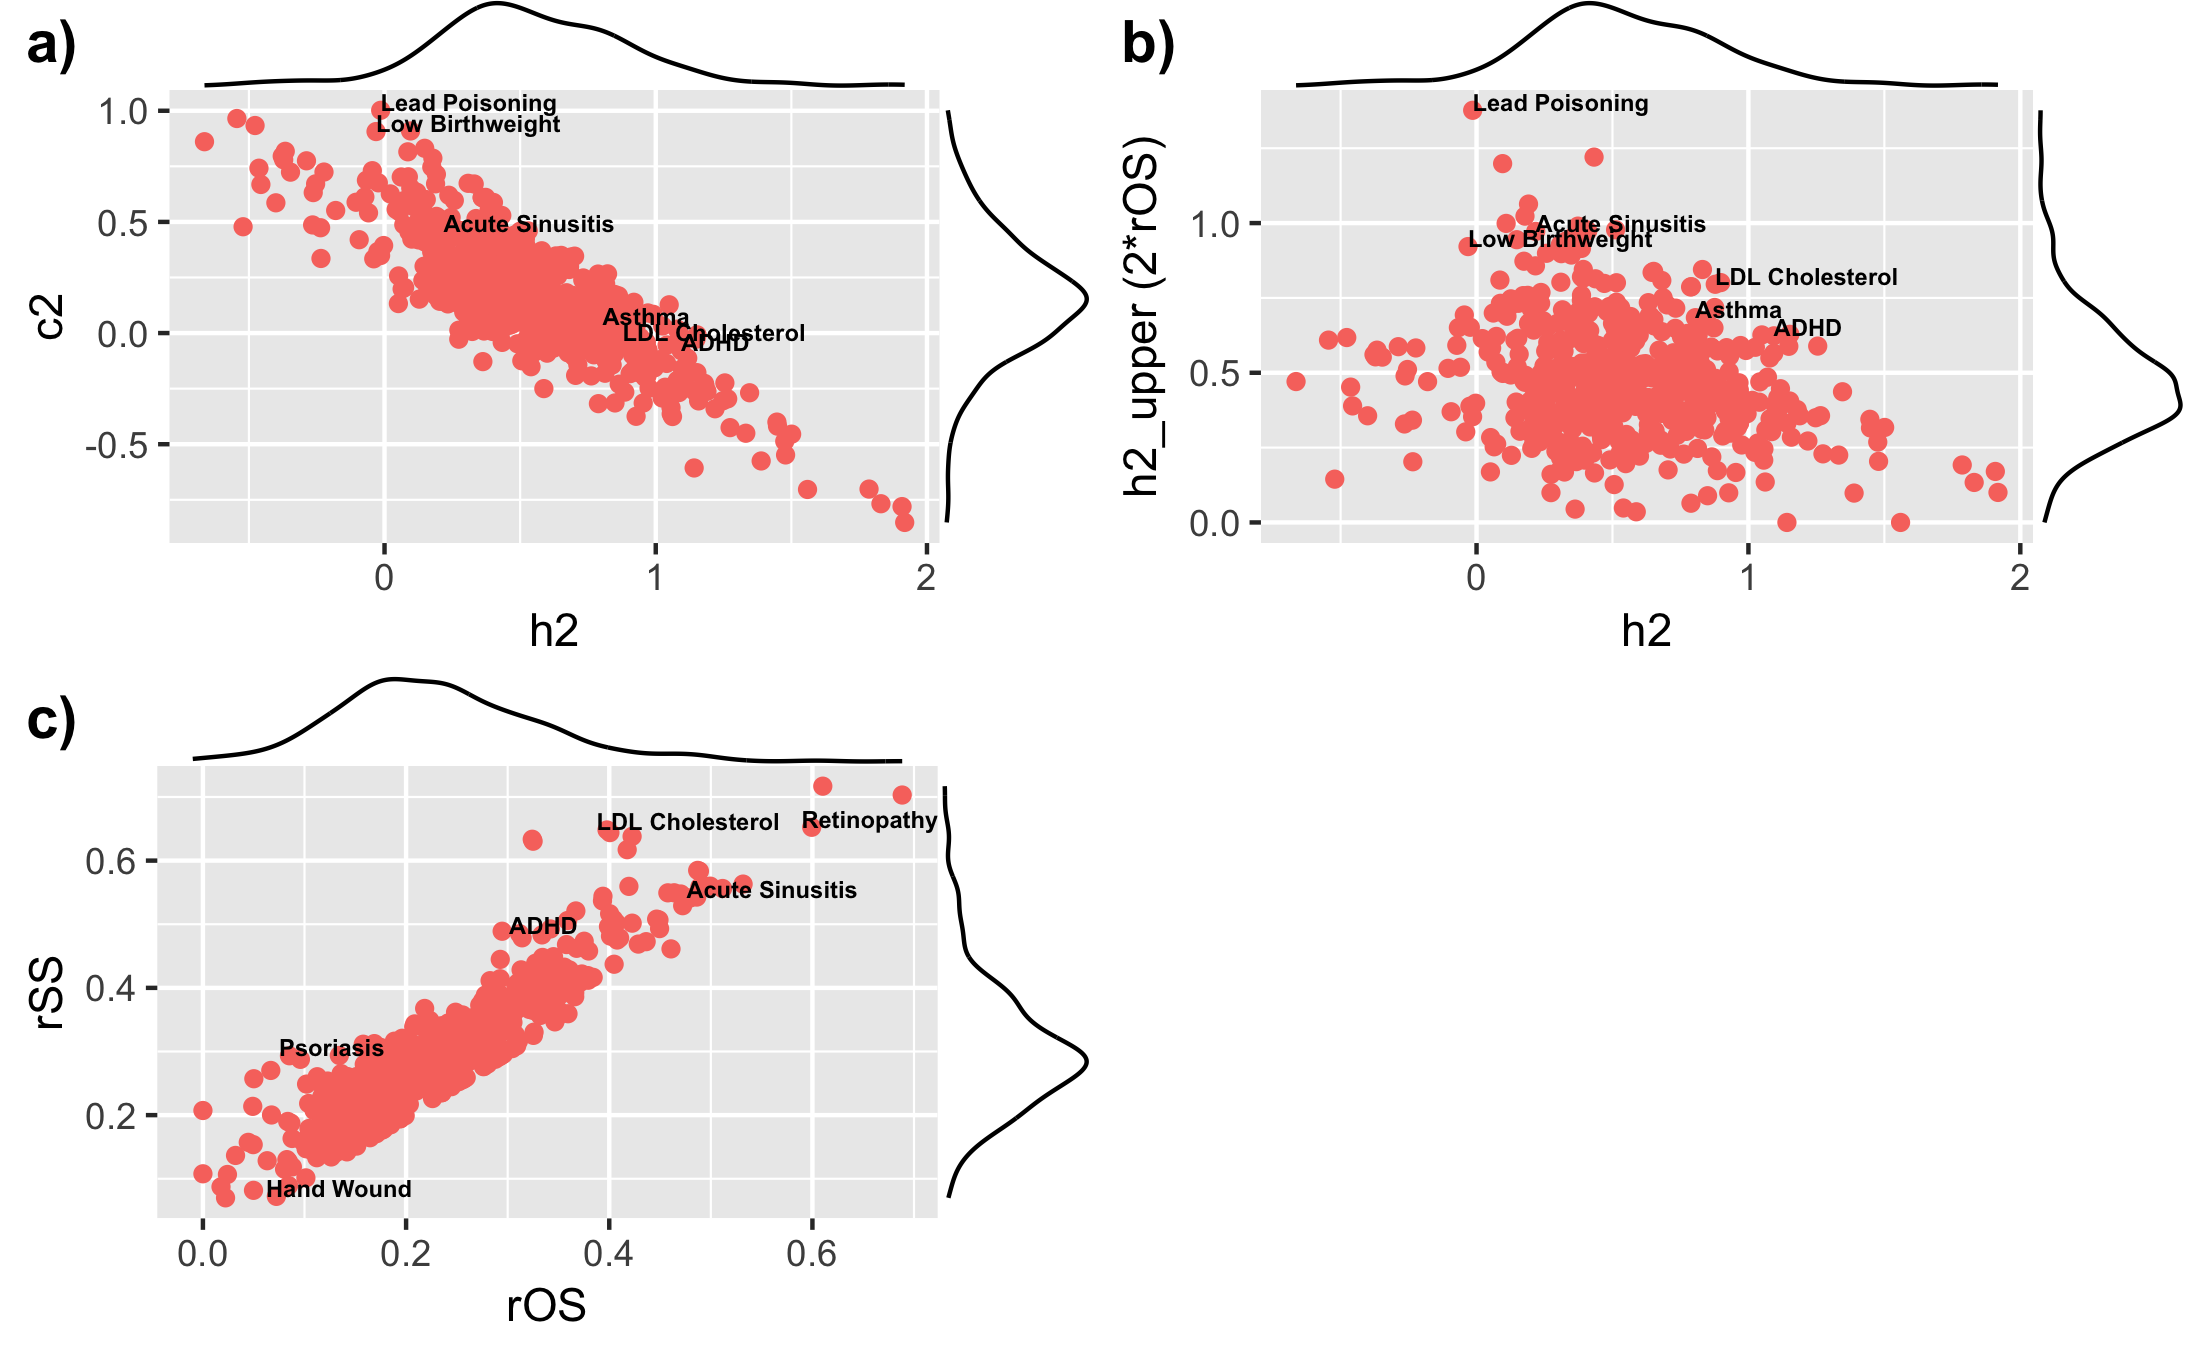 a)
1.0
0.5
0.0
-0.5
c2
Lead Poisoning
Low Birthweight
Acute Sinusitis
Asthma
LDL Cholesterol
ADHD
0 1 2
h2
b)
1.0
0.5
0.0
h2_upper (2*rOS)
Lead Poisoning
Acute Sinusitis
Low Birthweight
LDL Cholesterol
Asthma
ADHD
0 1 2
h2
c)
0.6
0.4
0.2
rSS
LDL Cholesterol
Retinopathy
Acute Sinusitis
ADHD
Psoriasis
Hand Wound
0.0 0.2 0.4 0.6
rOS